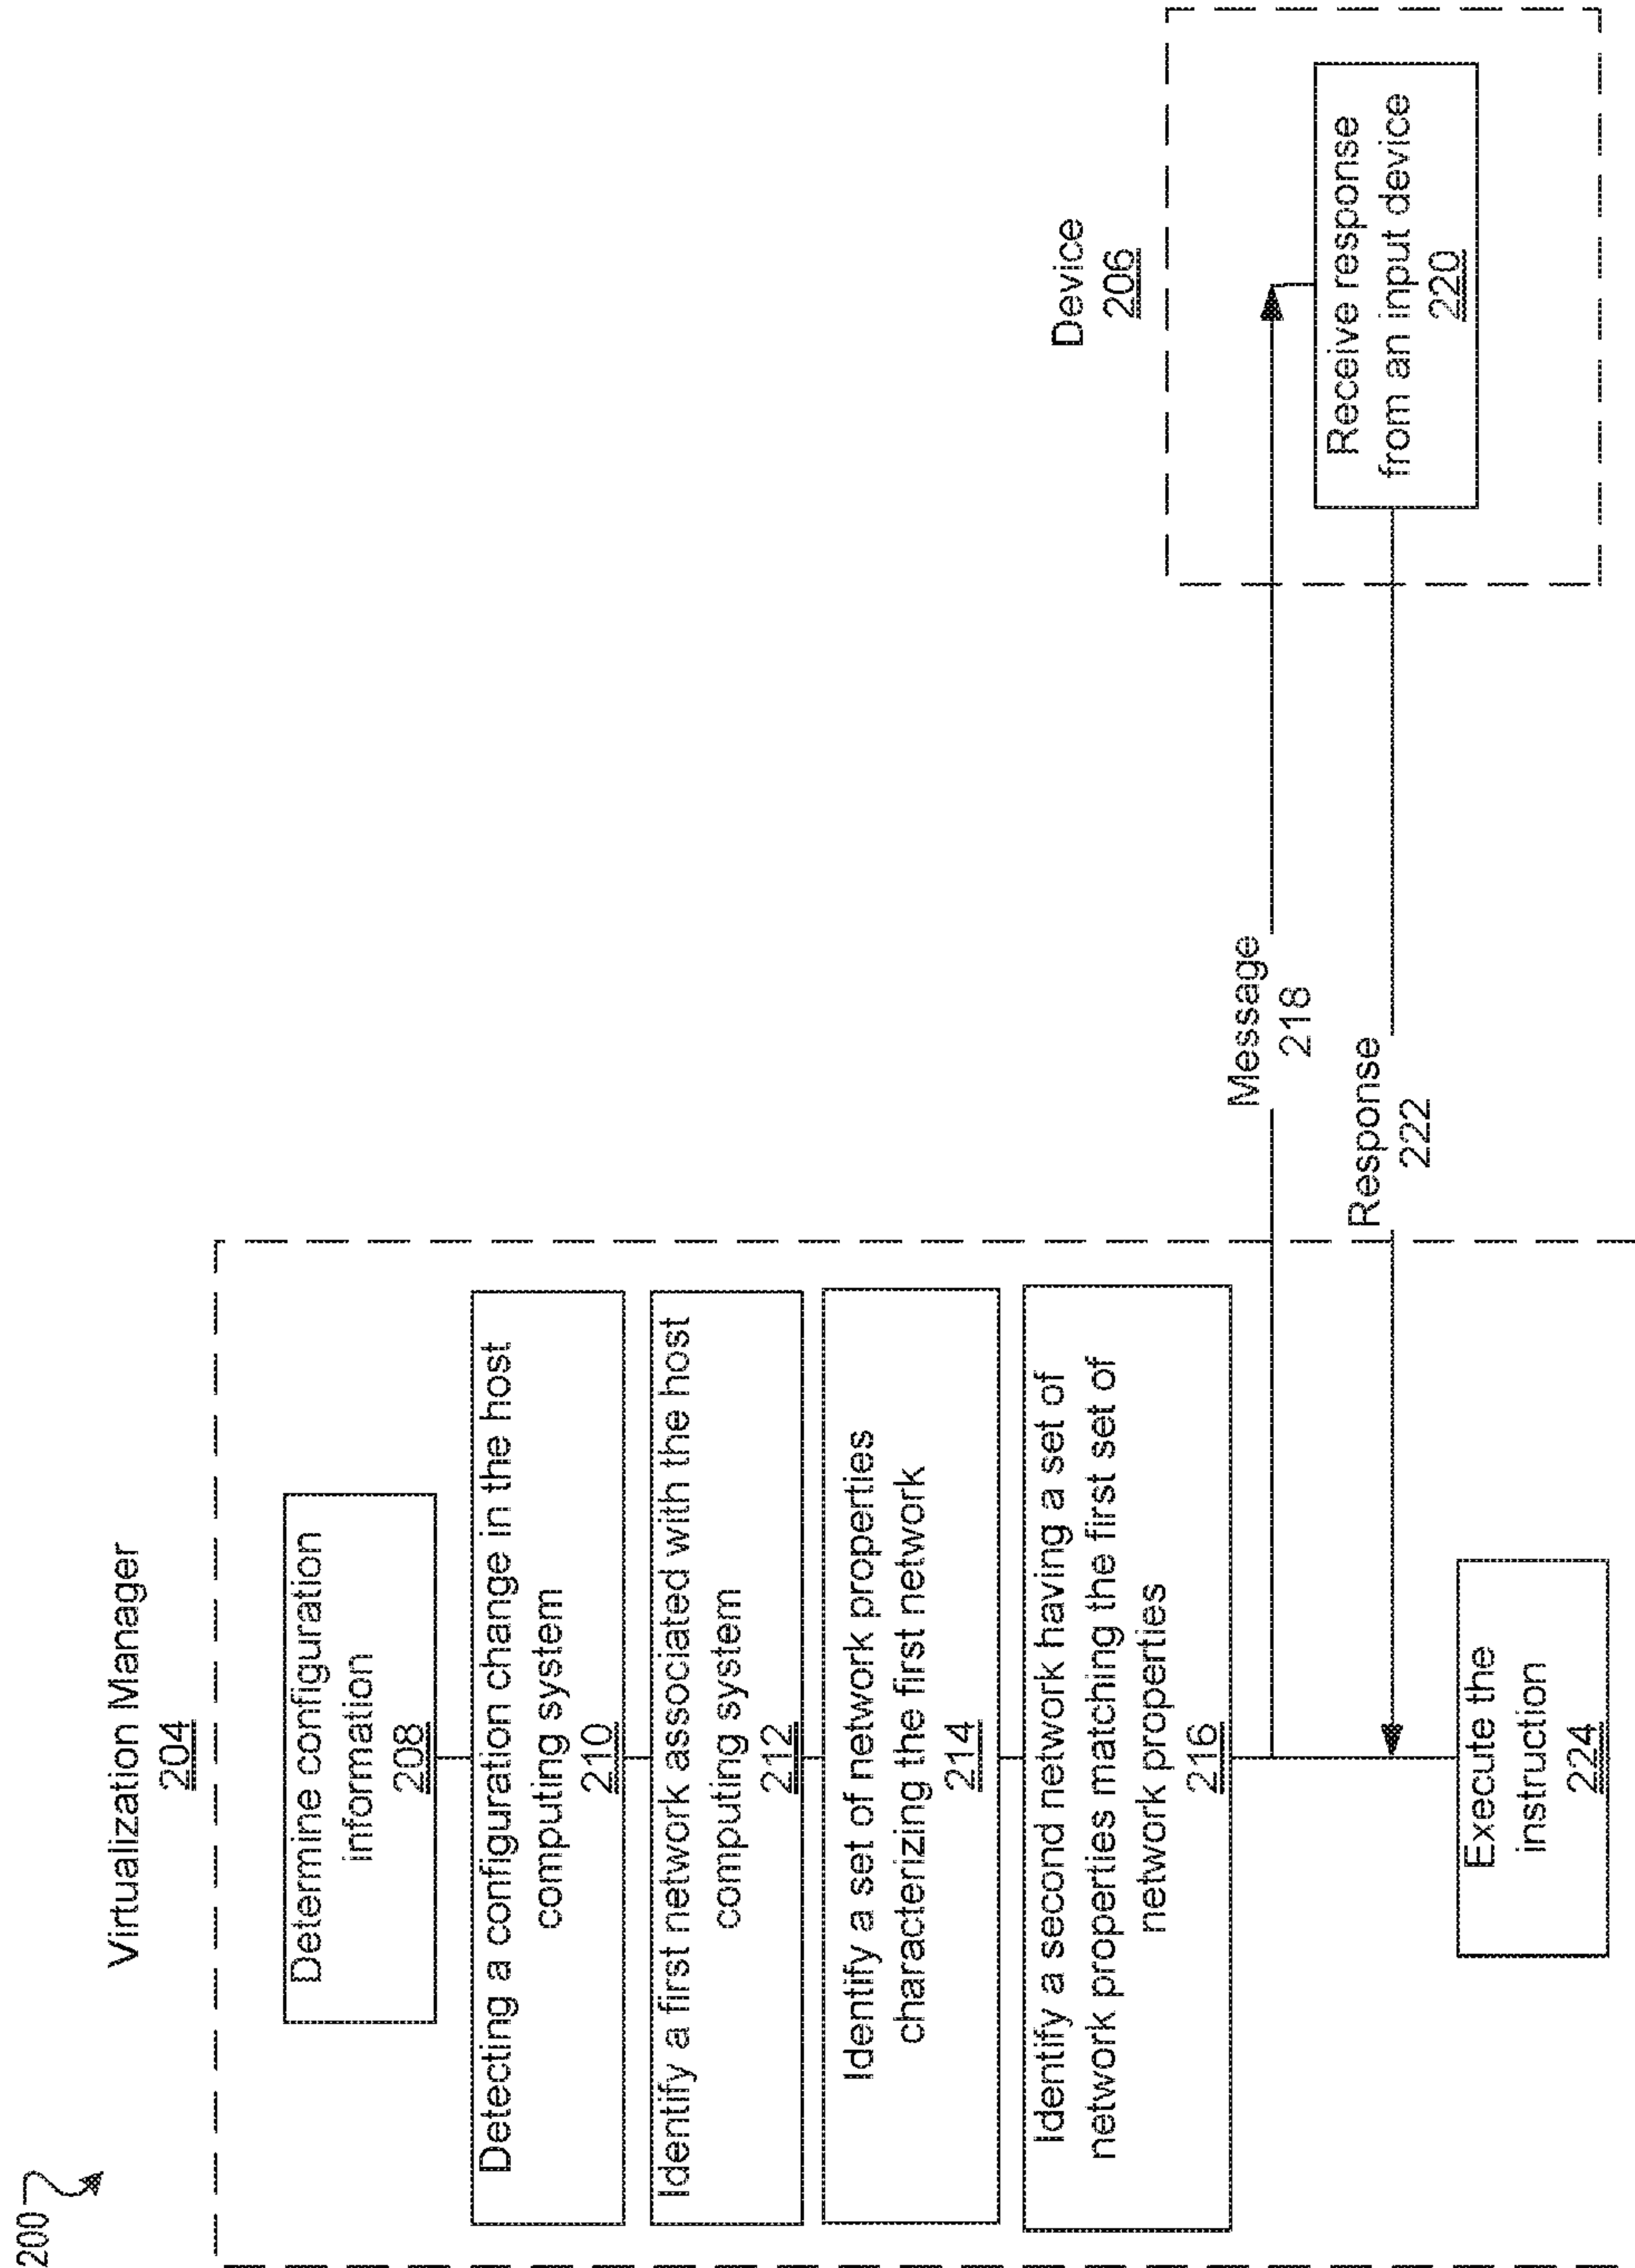 200
Virtualization Manager
204
Device
206
Determine configuration
information
208
Detecting a configuration change in the host
computing system
210
Identify a first network associated with the host
computing system
212
Identify a set of network properties
characterizing the first network
214
Identify a second network having a set of
network properties matching the first set of
network properties
216
Message
218
Receive response
from an input device
220
Response
222
Execute the
instruction
224